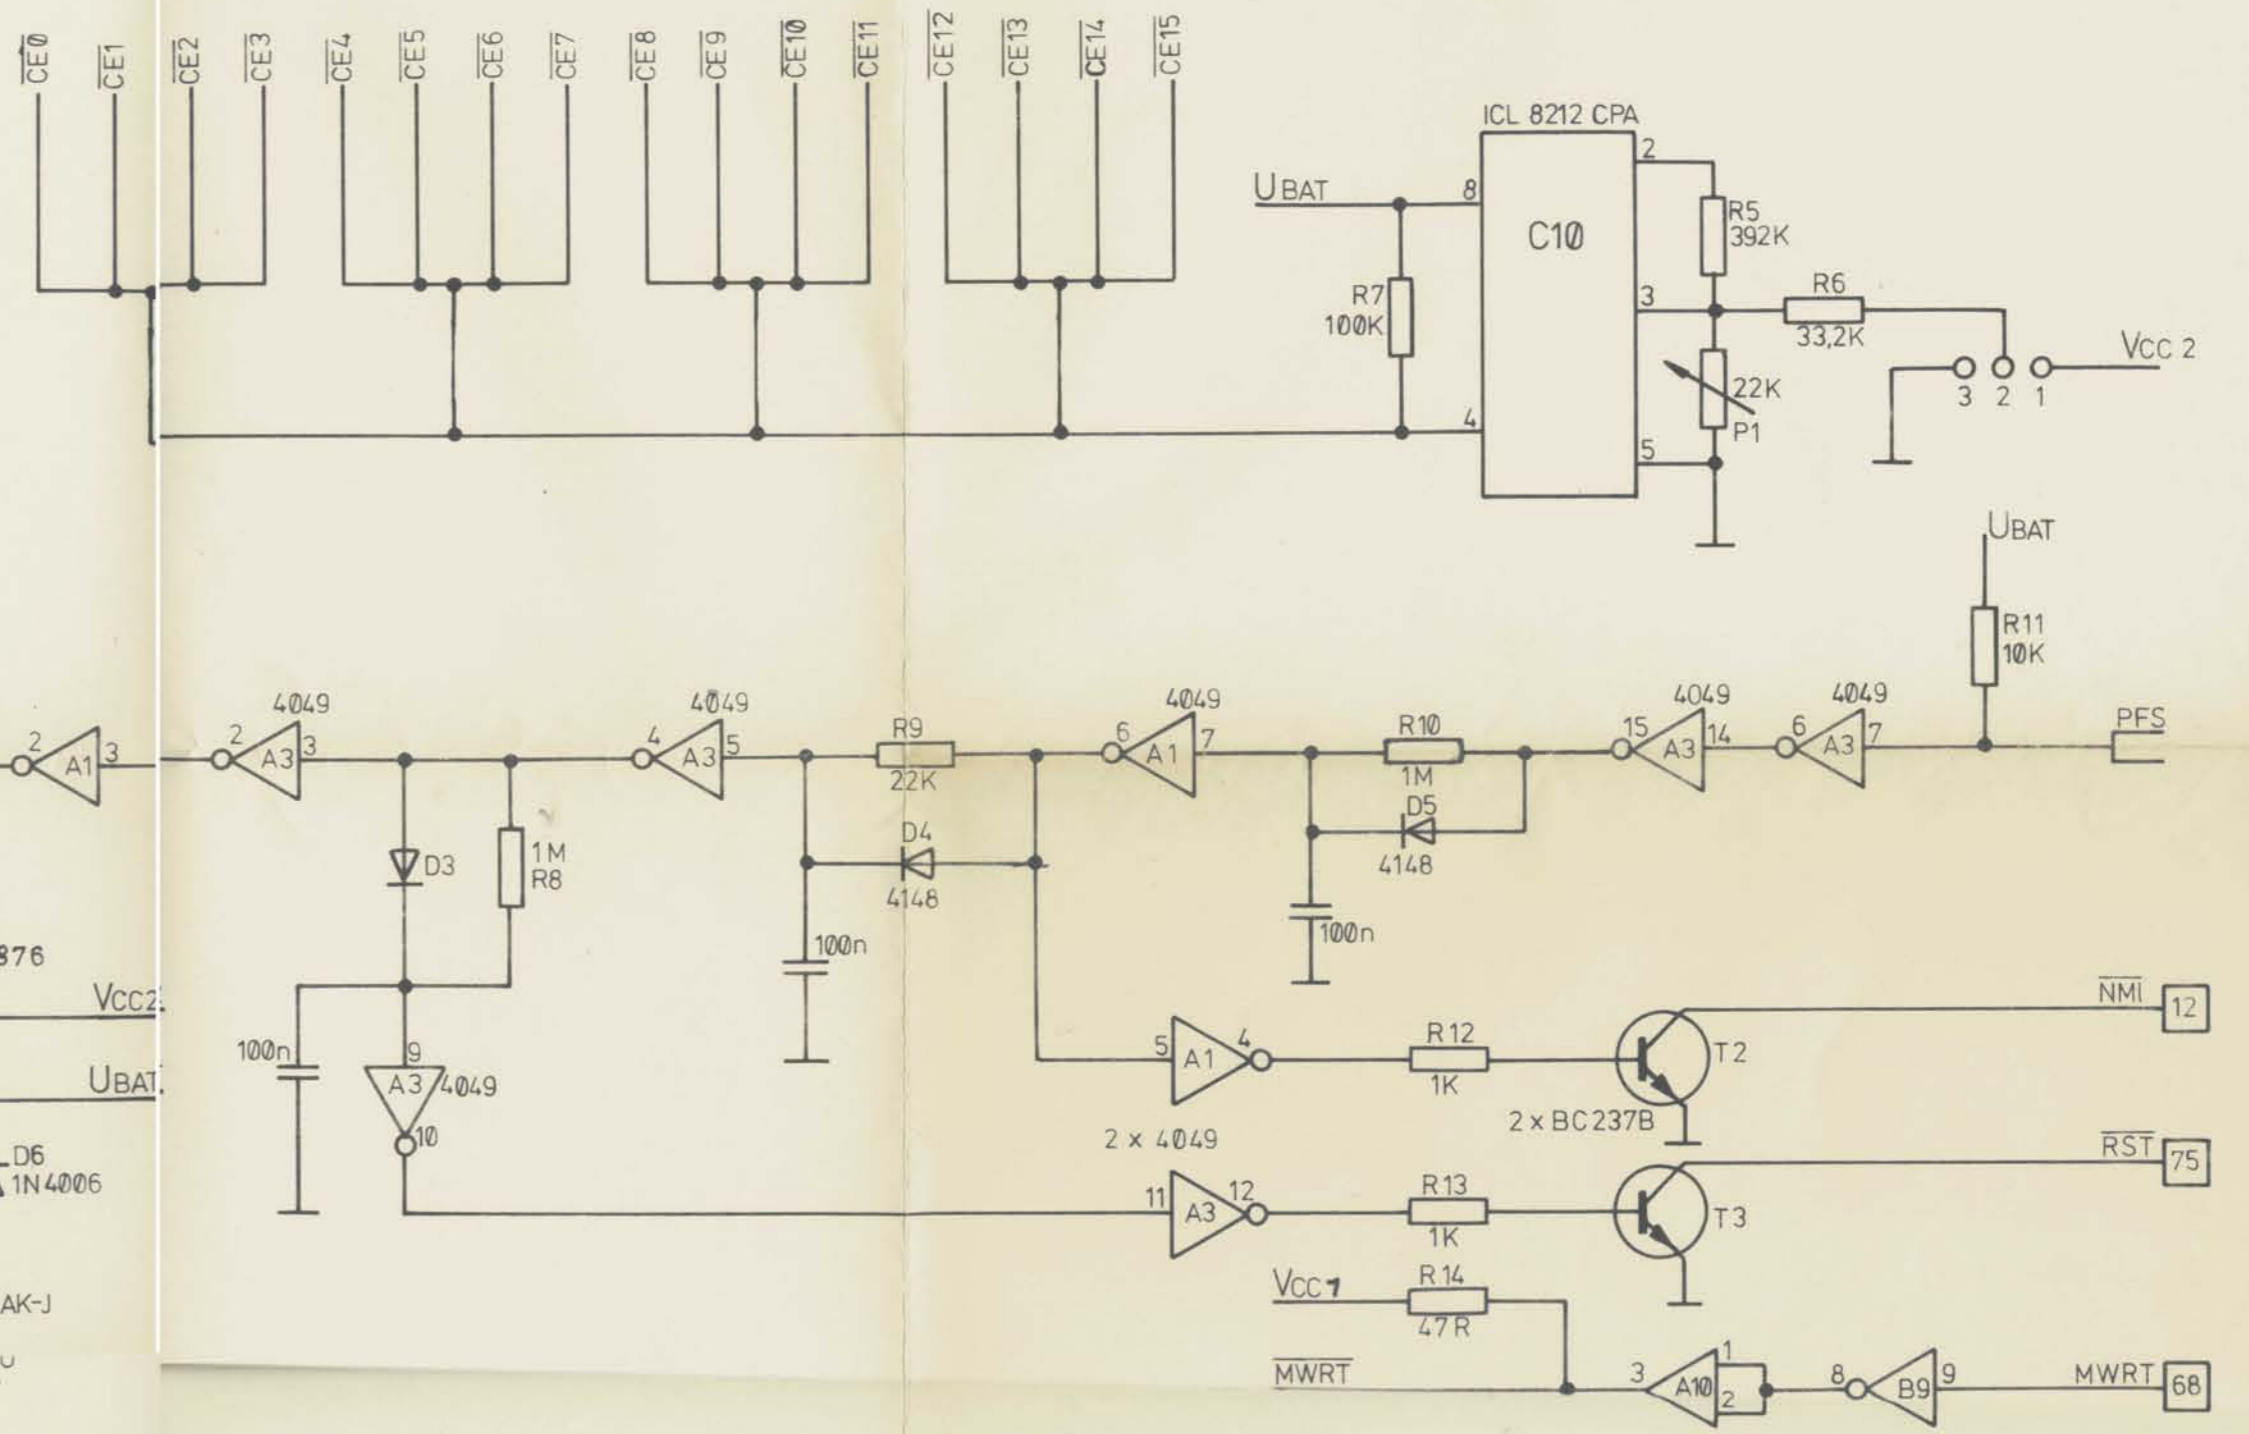 CE0
CE1
CE2
CE3
CE4
CE5
CE6
CE7
CE8
CE9
CE10
CE11
CE12
CE13
CE14
CE15
ICL 8212 CPA
2
UBAT
8
C10
R5
392K
R7
100K
3
R6
33,2K
VCC 2
22K
3 2 1
4
5
P1
UBAT
R11
10K
4049
4049
4049
4049
4049
PFS
2
A1
3
2
A3
3
4
A3
5
R9
22K
6
A1
7
R10
1M
15
A3
14
6
A3
7
D5
4148
D4
4148
D3
1M
R8
100n
100n
876
VCC2
NMI
12
100n
9
A3
4049
10
UBAT
5
A1
4
R12
1K
T2
2 x BC237B
2 x 4049
D6
1N4006
RST
75
11
A3
12
R13
1K
T3
AK-J
VCC 1
R14
47R
MWRT
3
A10
1
2
8
B9
9
MWRT
68